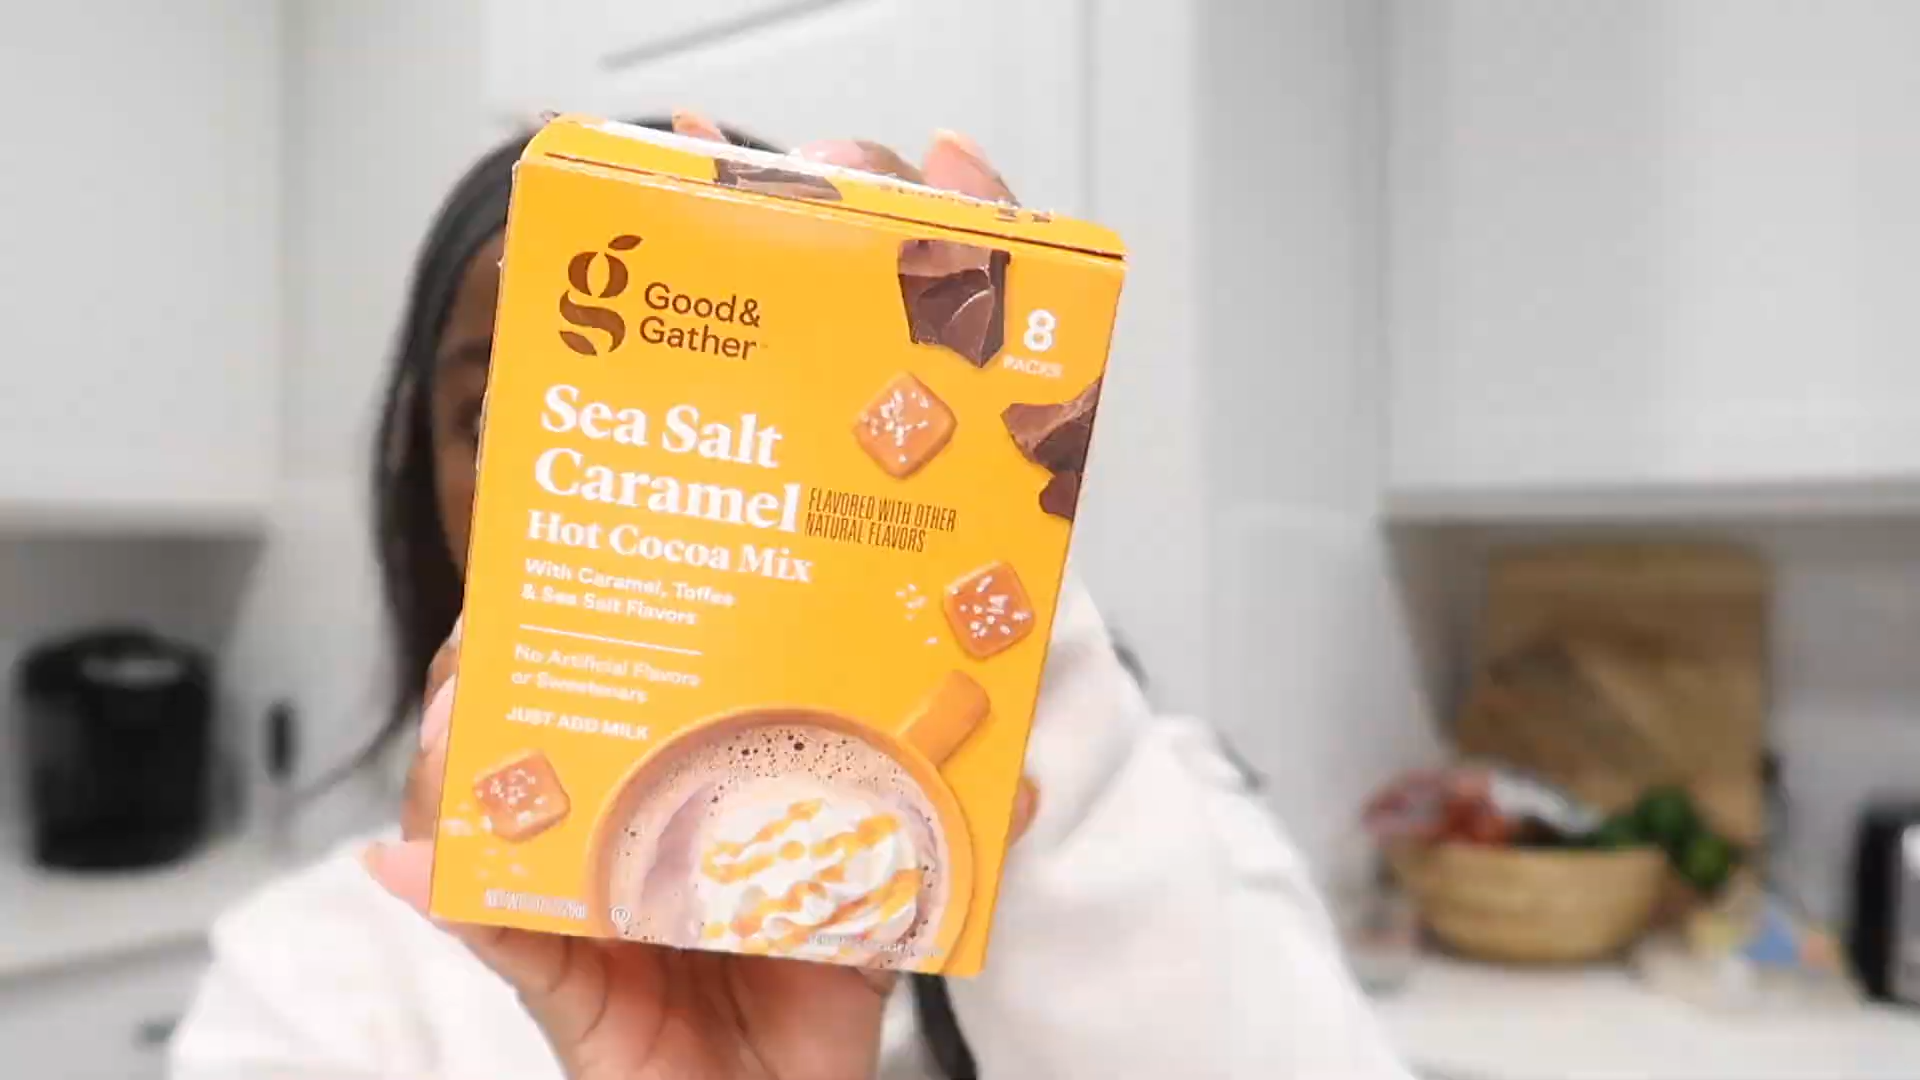 Good&
Gather
8
PACKS
Sea Salt
Caramel
FLAVORED WITH OTHER
NATURAL FLAVORS
Hot Cocoa Mix
With Caramel, Toffee
& Sea Salt Flavors
No Artificial Flavors
or Sweeteners
JUST ADD MILK